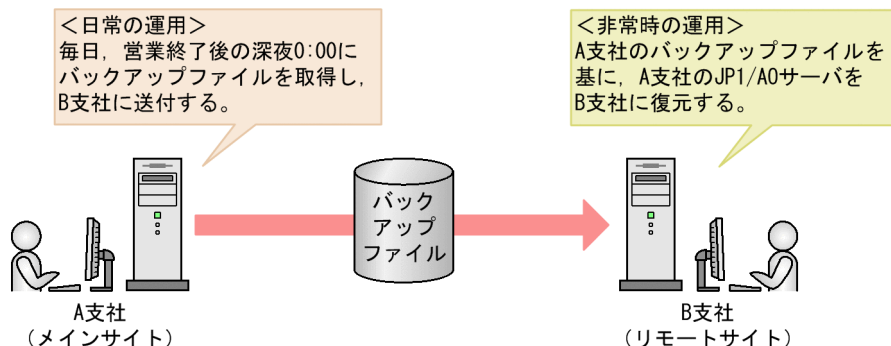 ＜日常の運用＞
毎日，営業終了後の深夜0:00に
バックアップファイルを取得し，
B支社に送付する。
＜非常時の運用＞
A支社のバックアップファイルを
基に，A支社のJP1/AOサーバを
B支社に復元する。
バック
アップ
ファイル
A支社
（メインサイト）
B支社
（リモートサイト）